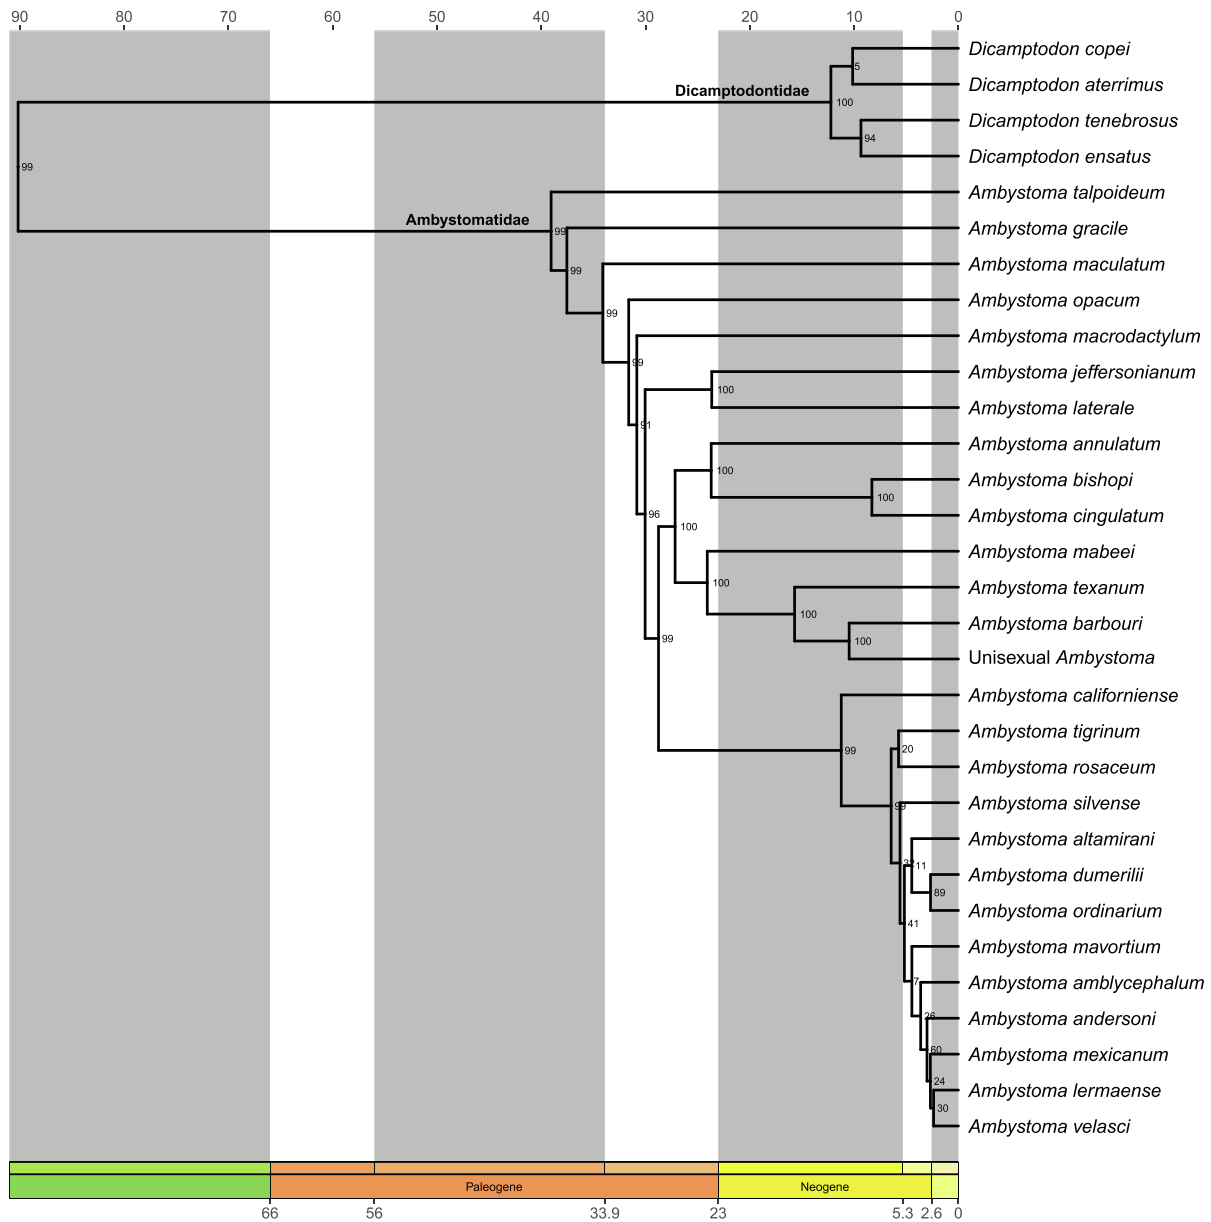 90 80 70 60 50 40 30 20 10 0
Dicamptodon copei
5
Dicamptodon aterrimus
Dicamptodontidae
100
Dicamptodon tenebrosus
94
Dicamptodon ensatus
99
Ambystoma talpoideum
Ambystomatidae
99
Ambystoma gracile
99
Ambystoma maculatum
99
Ambystoma opacum
Ambystoma macrodactylum
99
Ambystoma jeffersonianum
100
Ambystoma laterale
91
Ambystoma annulatum
100
Ambystoma bishopi
100
Ambystoma cingulatum
96
100
Ambystoma mabeei
100
Ambystoma texanum
100
Ambystoma barbouri
100
99
Unisexual Ambystoma
Ambystoma californiense
Ambystoma tigrinum
99
20
Ambystoma rosaceum
Ambystoma silvense
99
Ambystoma altamirani
32
11
Ambystoma dumerilii
89
Ambystoma ordinarium
41
Ambystoma mavortium
7
Ambystoma amblycephalum
26
Ambystoma andersoni
60
Ambystoma mexicanum
24
Ambystoma lermaense
30
Ambystoma velasci
Paleogene Neogene
66 56 33.9 23 5.3 2.6 0